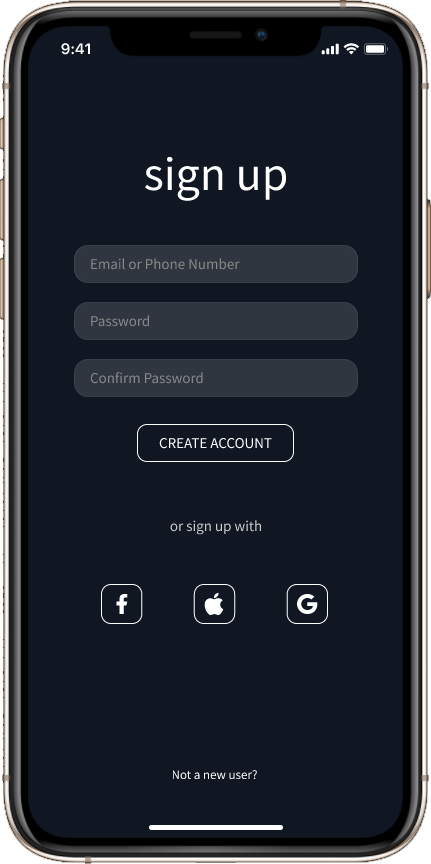 9:41
sign up
Email or Phone Number
Password
Confirm Password
CREATE ACCOUNT
or sign up with
Not a new user?